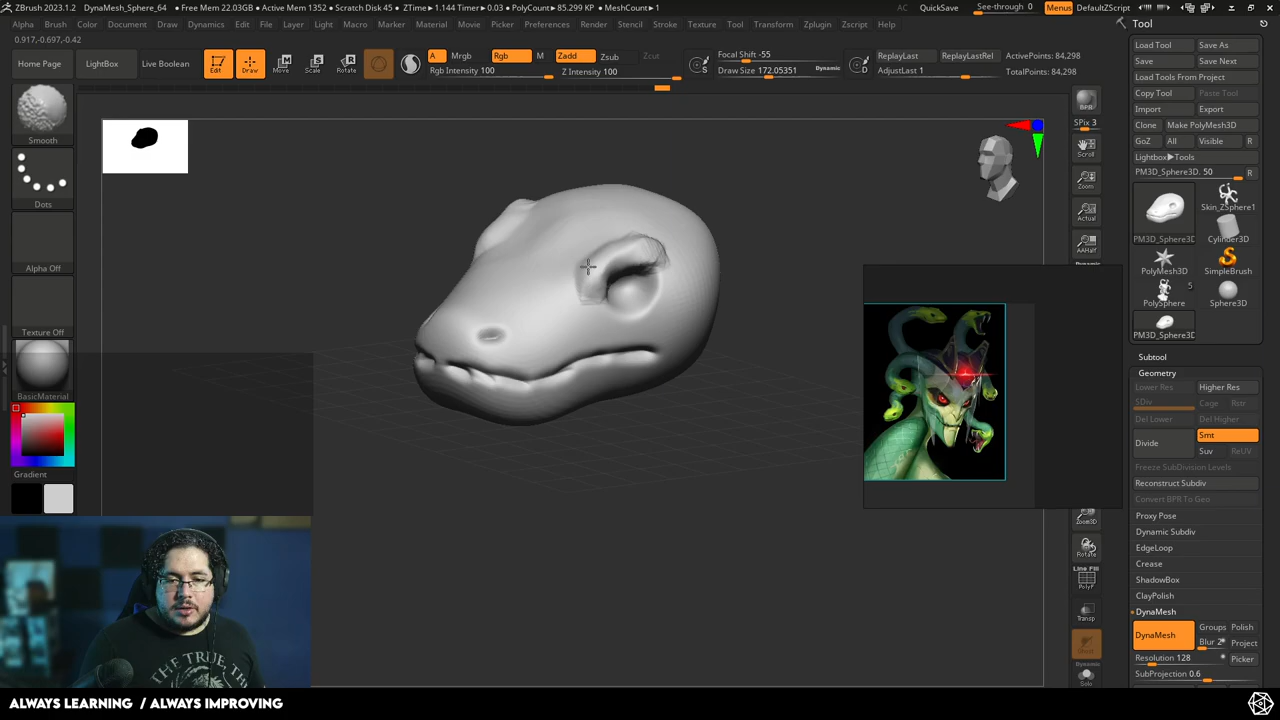 ZBrush 2023.1.2
DynaMesh_Sphere_64
• Free Mem 22.03GB • Active Mem 1352 • Scratch Disk 45 • ZTime▸1.144 Timer▸0.03 • PolyCount▸85.299 KP • MeshCount▸1
AC
QuickSave
See-through 0
Menus
DefaultZScript
Alpha Brush Color Document Draw Dynamics Edit File Layer Light Macro Marker Material Movie Picker Preferences Render Stencil Stroke Texture Tool Transform Zplugin Zscript Help
0.917,-0.697,-0.42
Home Page
LightBox
Live Boolean
Edit
Draw
Move
Scale
Rotate
A
Mrgb
Rgb
M
Zadd
Zsub
Zcut
Rgb Intensity 100
Z Intensity 100
S
Focal Shift -55
Draw Size 172.05351
Dynamic
D
ReplayLast
ReplayLastRel
AdjustLast 1
ActivePoints: 84,298
TotalPoints: 84,298
Smooth
Dots
Alpha Off
Texture Off
BasicMaterial
Gradient
BPR
SPix 3
Scroll
Zoom
Actual
AAHalf
Dynamic
Zoom3D
Rotate
Line Fill
PolyF
Transp
Dynamic
Solo
Tool
Load Tool
Save As
Save
Save Next
Load Tools From Project
Copy Tool
Paste Tool
Import
Export
Clone
Make PolyMesh3D
GoZ
All
Visible
R
Lightbox▸Tools
PM3D_Sphere3D. 50
R
PM3D_Sphere3D
Skin_ZSphere1
Cylinder3D
PolyMesh3D
SimpleBrush
5
PolySphere
Sphere3D
PM3D_Sphere3D
Subtool
Geometry
Lower Res
Higher Res
SDiv
Cage
Rstr
Del Lower
Del Higher
Divide
Smt
Suv
ReUV
Freeze SubDivision Levels
Reconstruct Subdiv
Convert BPR To Geo
Proxy Pose
Dynamic Subdiv
EdgeLoop
Crease
ShadowBox
ClayPolish
DynaMesh
DynaMesh
Groups
Polish
Blur 2
Project
Resolution 128
Picker
SubProjection 0.6
THE TRUE
ALWAYS LEARNING / ALWAYS IMPROVING